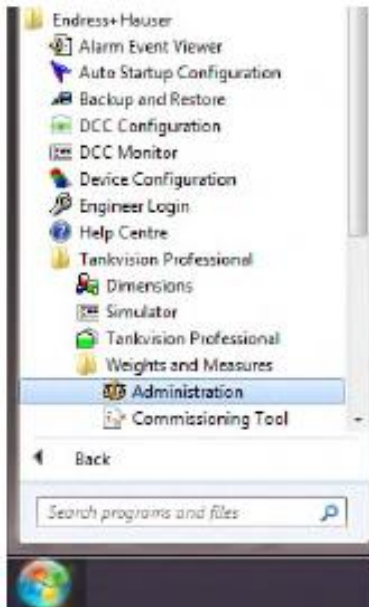 Endress+Hauser
Alarm Event Viewer
Auto Startup Configuration
Backup and Restore
DCC Configuration
DCC Monitor
Device Configuration
Engineer Login
Help Centre
Tankvision Professional
Dimensions
Simulator
Tankvision Professional
Weights and Measures
Administration
Commissioning Tool
Back
Search programs and files